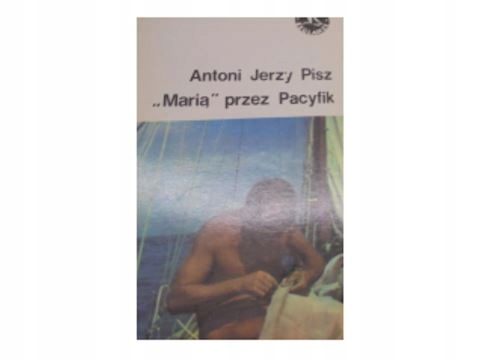 Antoni Jerzy Pisz
„Marią" przez Pacyfik